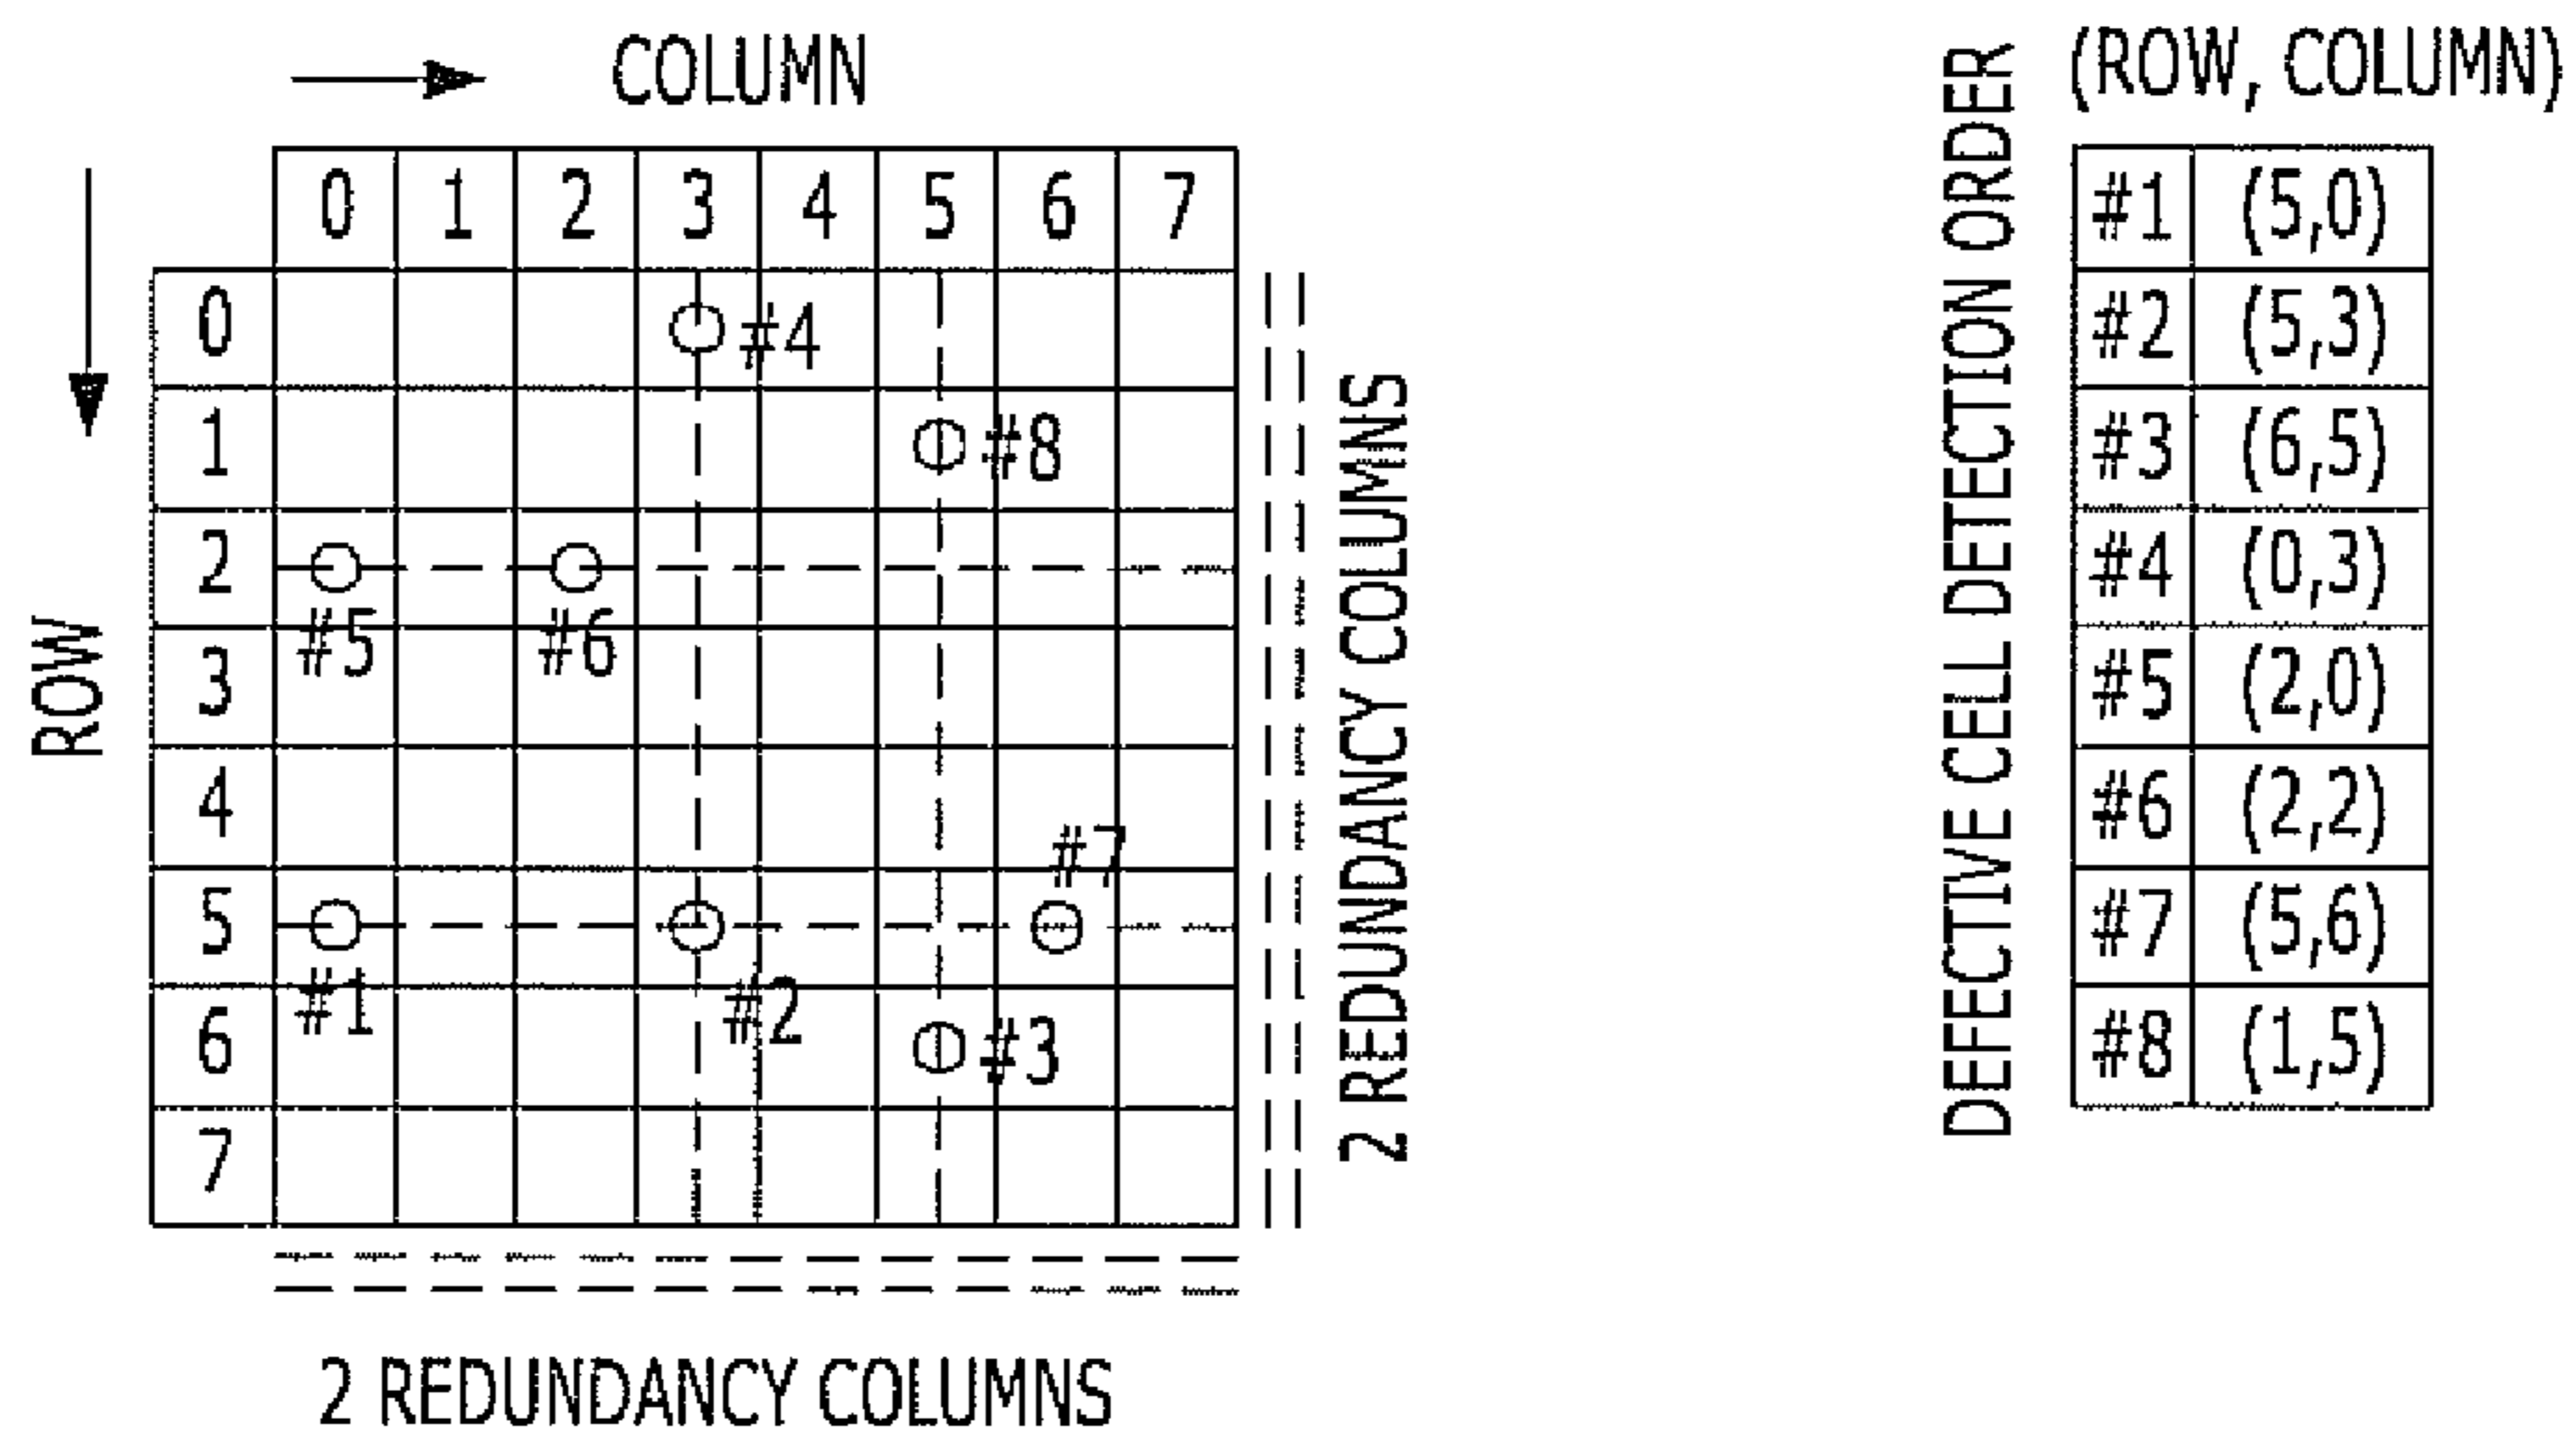 COLUMN
0 1 2 3 4 5 6 7
ROW
0 #4
1 #8
2
#5 #6
3
4
#7
5
#1 #2
6 #3
7
2 REDUNDANCY COLUMNS
2 REDUNDANCY COLUMNS
DEFECTIVE CELL DETECTION ORDER
(ROW, COLUMN)
#1 (5,0)
#2 (5,3)
#3 (6,5)
#4 (0,3)
#5 (2,0)
#6 (2,2)
#7 (5,6)
#8 (1,5)